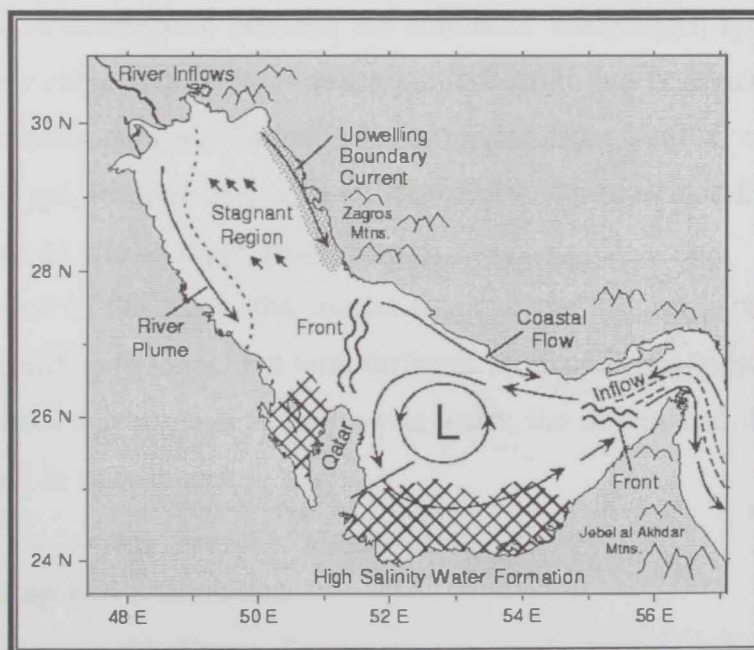 River Inflows
30 N
Upwelling
Boundary
Current
Stagnant
Region
Zagros
Mtns.
28 N
River
Plume
Front
Coastal
Flow
Inflow
26 N
L
Qatar
Front
Jebel al Akhdar
Mtns.
24 N
High Salinity Water Formation
48 E
50 E
52 E
54 E
56 E